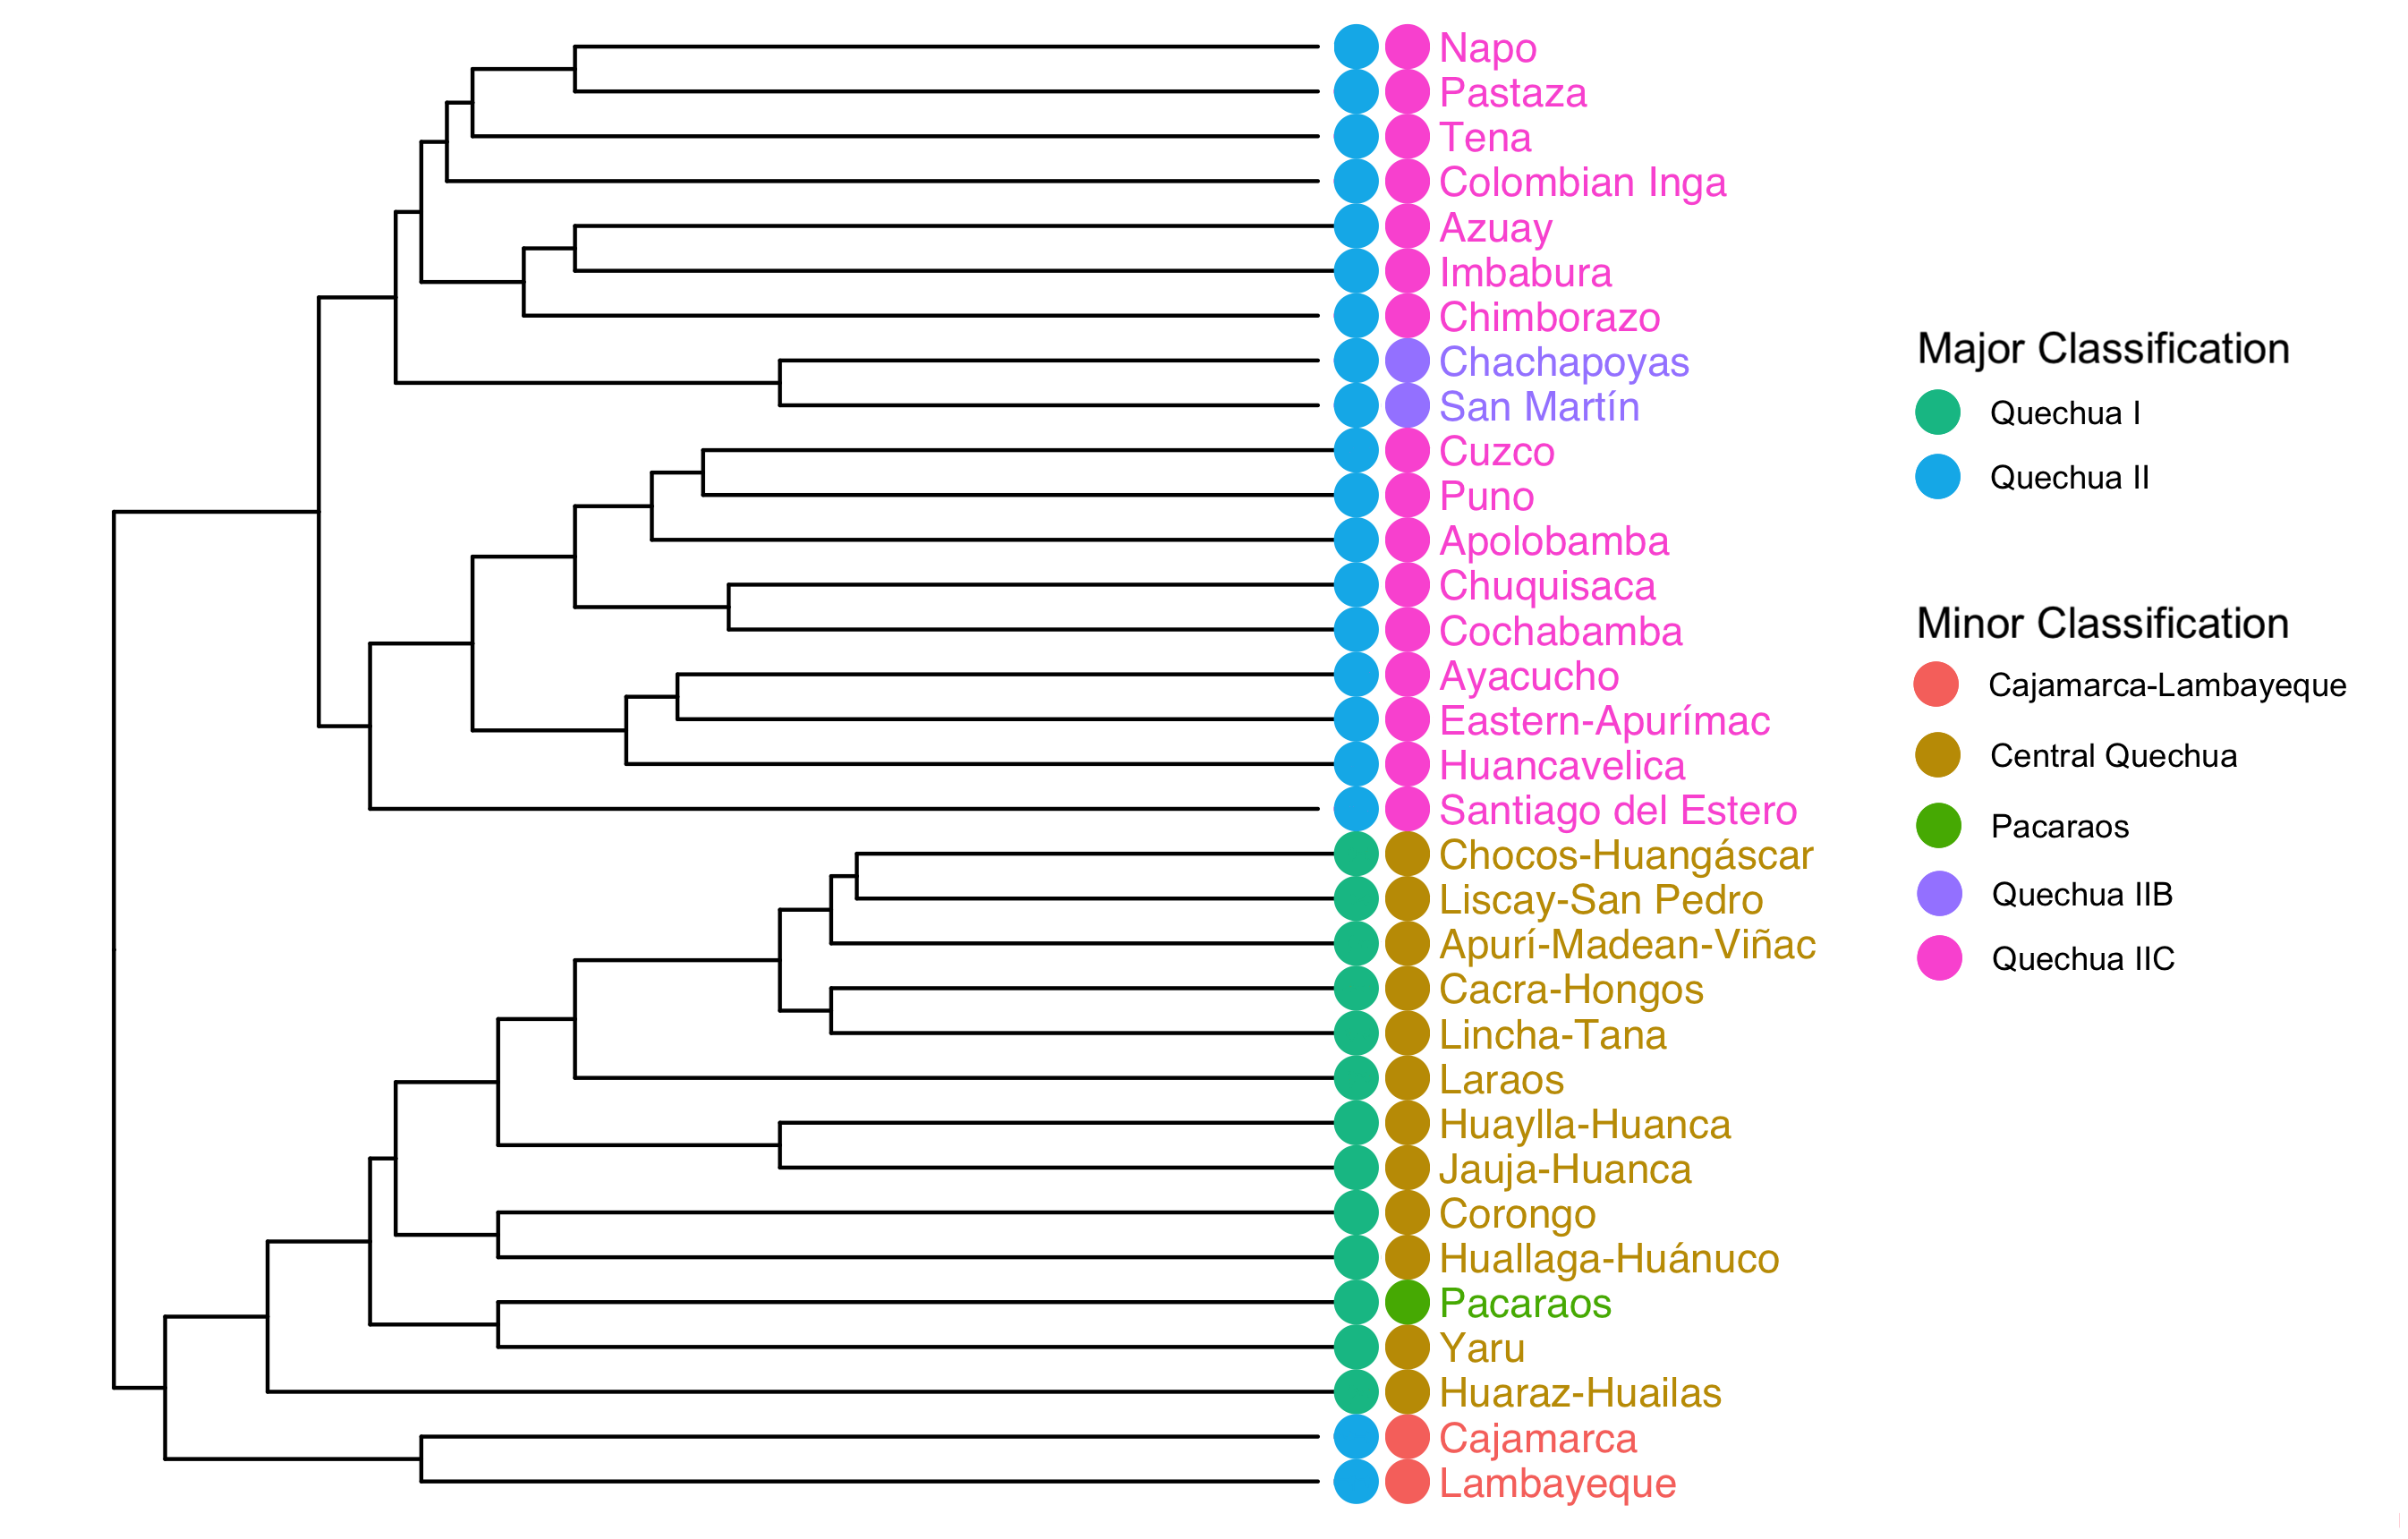 Napo
Pastaza
Tena
Colombian Inga
Azuay
Imbabura
Chimborazo
Chachapoyas
San Martín
Cuzco
Puno
Apolobamba
Chuquisaca
Cochabamba
Ayacucho
Eastern-Apurímac
Huancavelica
Santiago del Estero
Chocos-Huangáscar
Liscay-San Pedro
Apurí-Madean-Viñac
Cacra-Hongos
Lincha-Tana
Laraos
Huaylla-Huanca
Jauja-Huanca
Corongo
Huallaga-Huánuco
Pacaraos
Yaru
Huaraz-Huailas
Cajamarca
Lambayeque
Major Classification
Quechua I
Quechua II
Minor Classification
Cajamarca-Lambayeque
Central Quechua
Pacaraos
Quechua IIB
Quechua IIC